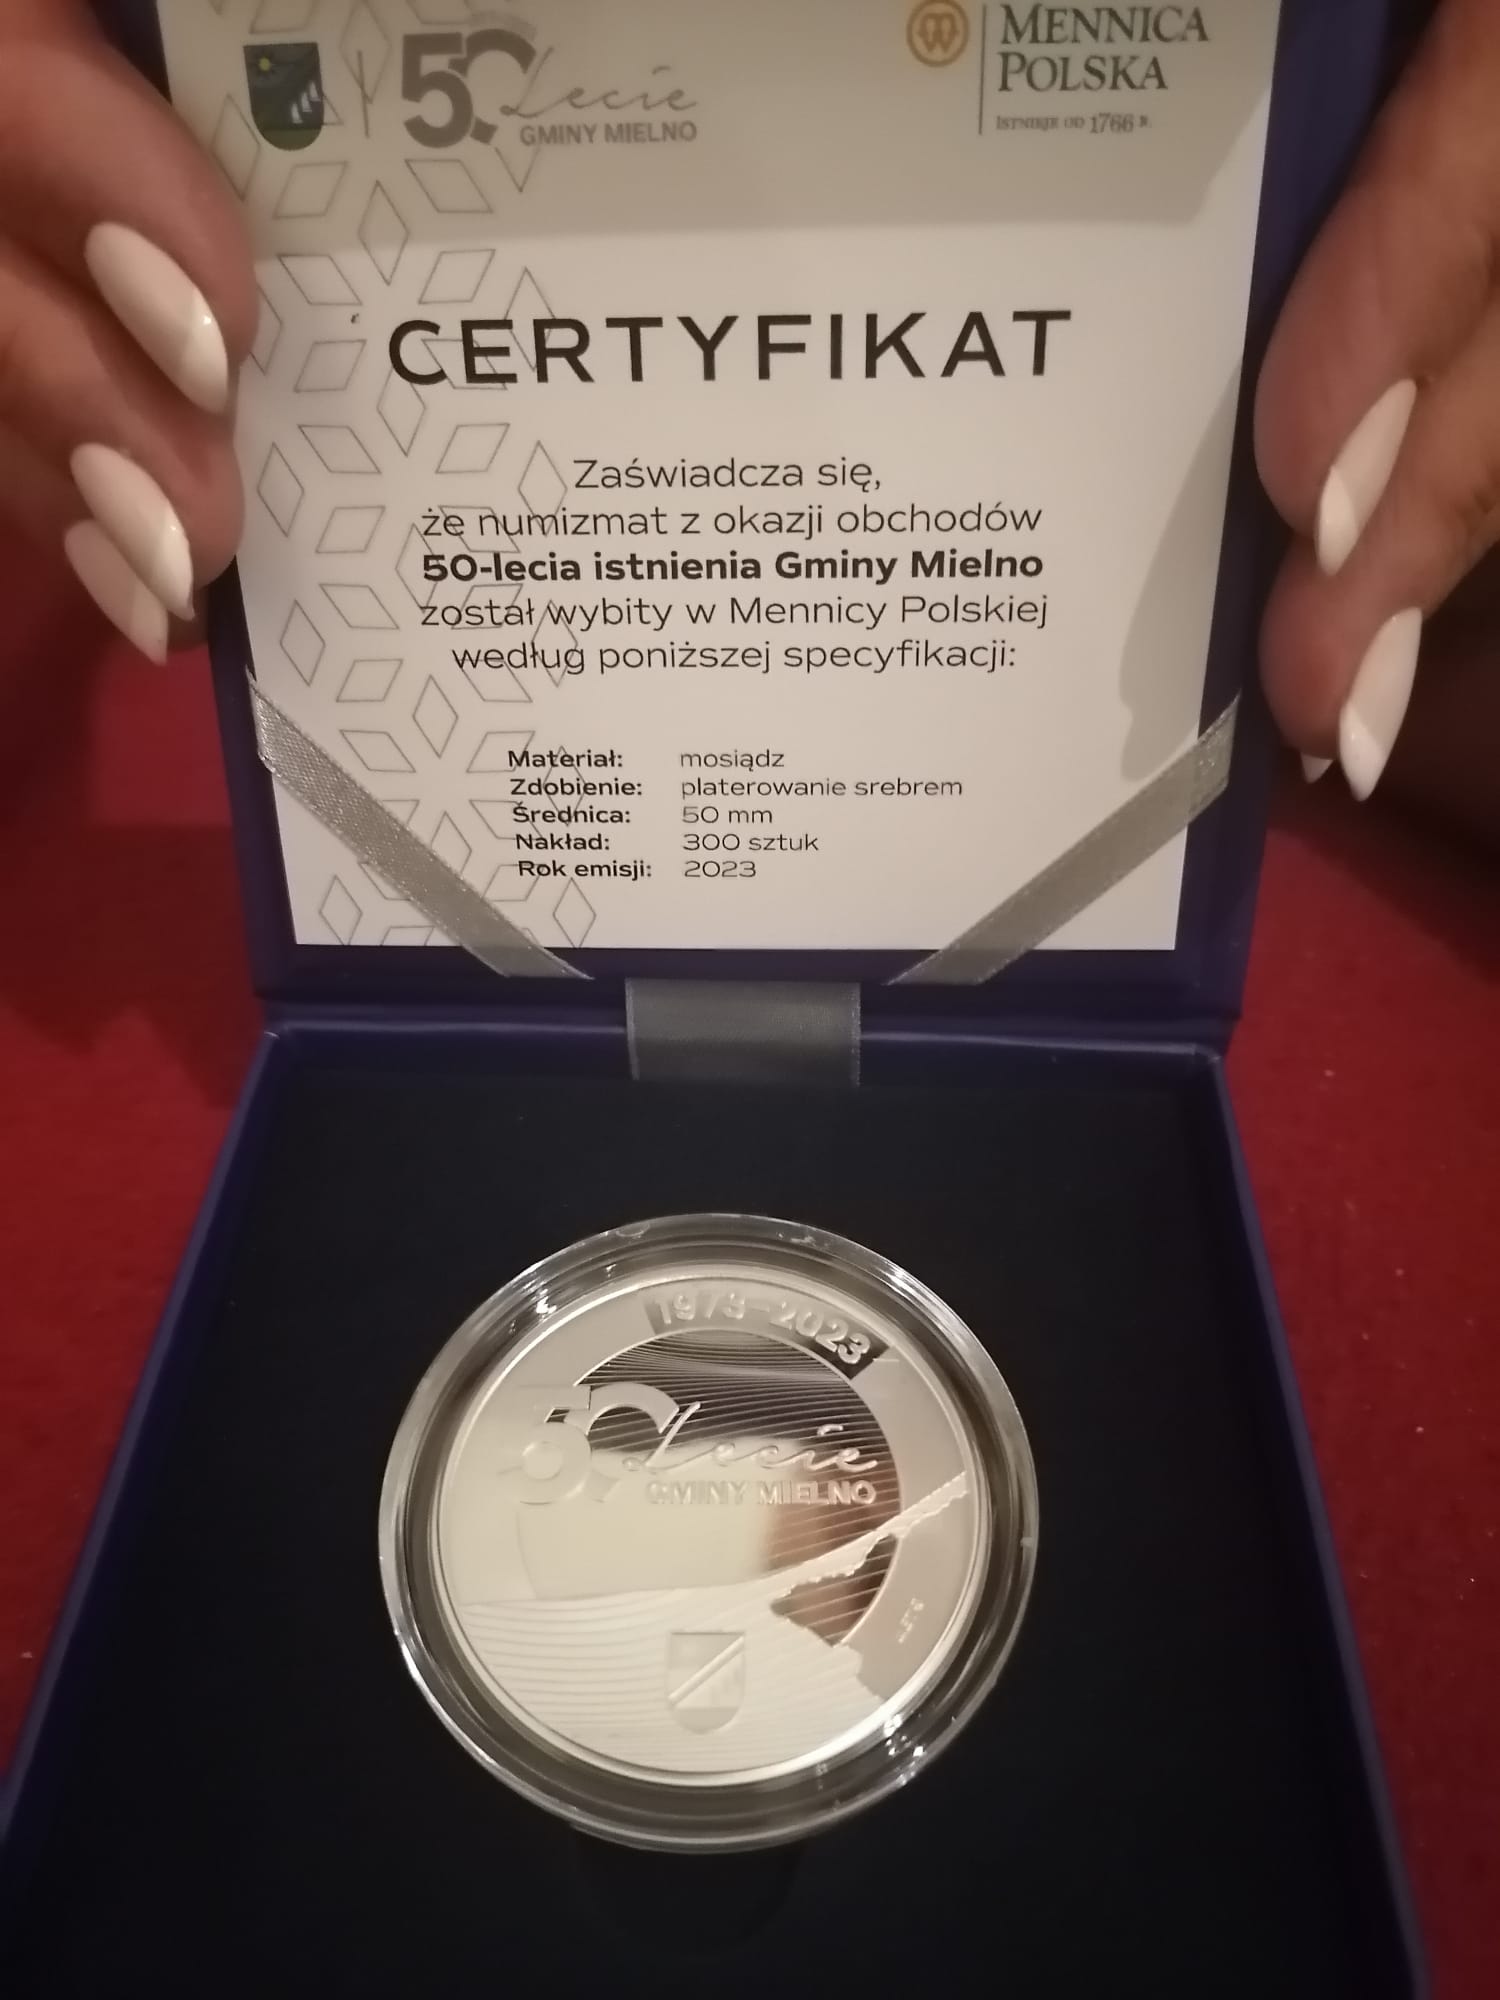 50 Lecie
GMINY MIELNO
MENNICA
POLSKA
ISTNIEJE OD 1766 R.
CERTYFIKAT
Zaświadcza się,
że numizmat z okazji obchodów
50-lecia istnienia Gminy Mielno
został wybity w Mennicy Polskiej
według poniższej specyfikacji:
Materiał: mosiądz
Zdobienie: platerowanie srebrem
Średnica: 50 mm
Nakład: 300 sztuk
Rok emisji: 2023
1973-2023
50 Lecie
GMINY MIELNO